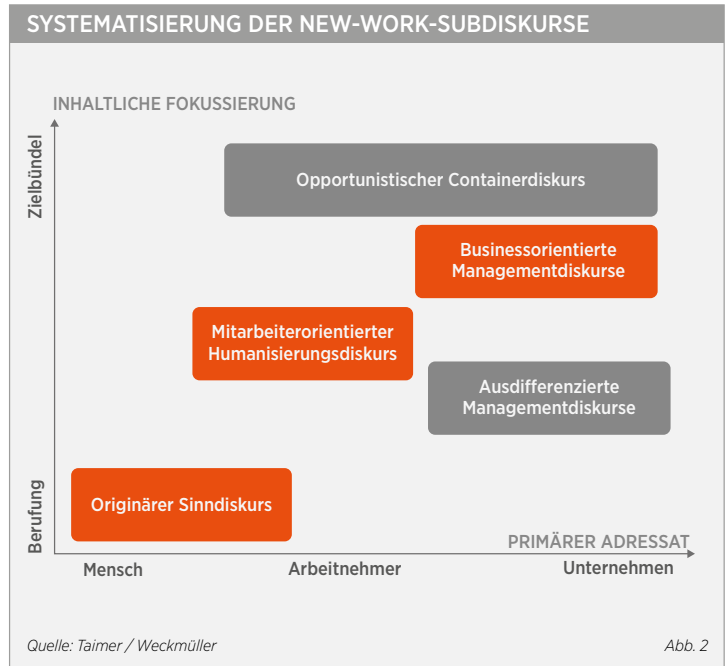 SYSTEMATISIERUNG DER NEW-WORK-SUBDISKURSE
INHALTLICHE FOKUSSIERUNG
Zielbündel
Opportunistischer Containerdiskurs
Businessorientierte
Managementdiskurse
Mitarbeiterorientierter
Humanisierungsdiskurs
Ausdifferenzierte
Managementdiskurse
Berufung
Originärer Sinndiskurs
PRIMÄRER ADRESSAT
Mensch
Arbeitnehmer
Unternehmen
Quelle: Taimer / Weckmüller
Abb. 2